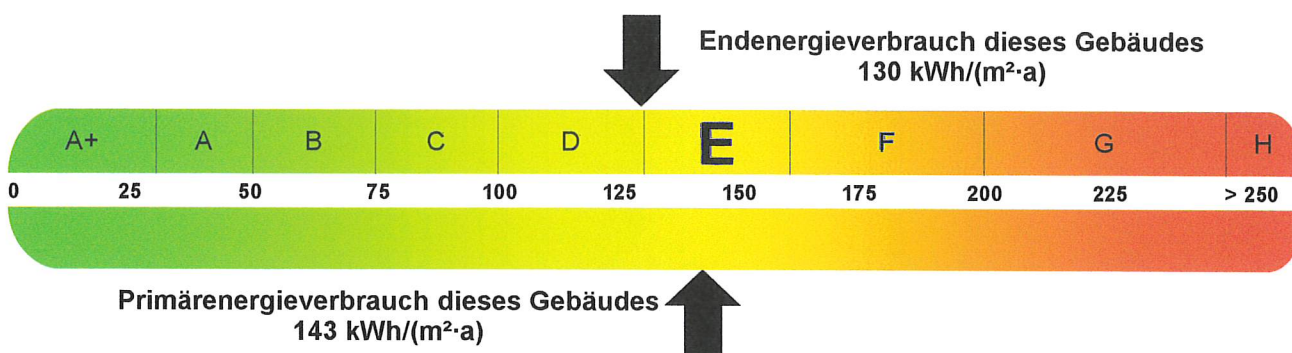 Endenergieverbrauch dieses Gebäudes
130 kWh/(m²·a)
A+ A B C D E F G H
0 25 50 75 100 125 150 175 200 225 > 250
Primärenergieverbrauch dieses Gebäudes
143 kWh/(m²·a)